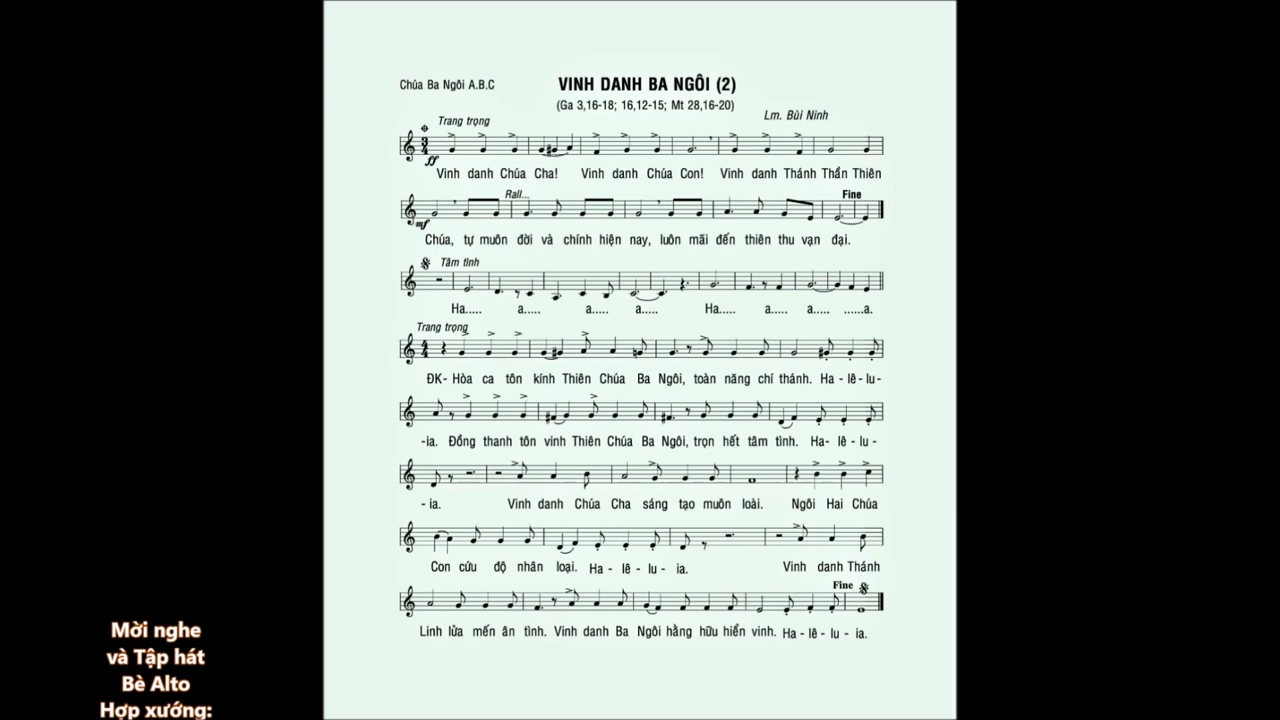 Chúa Ba Ngôi A.B.C
VINH DANH BA NGÔI (2)
(Ga 3,16-18; 16,12-15; Mt 28,16-20)
Lm. Bùi Ninh
Trang trọng
ff
Vinh danh Chúa Cha! Vinh danh Chúa Con! Vinh danh Thánh Thần Thiên
Rall...
Fine
mf
Chúa, tự muôn đời và chính hiện nay, luôn mãi đến thiên thu vạn đại.
Tâm tình
Ha..... a..... a..... a..... Ha..... a..... a..... ......a.
Trang trọng
ĐK- Hòa ca tôn kính Thiên Chúa Ba Ngôi, toàn năng chí thánh. Ha - lê - lu -
-ia. Đồng thanh tôn vinh Thiên Chúa Ba Ngôi, trọn hết tâm tình. Ha- lê - lu -
- ia. Vinh danh Chúa Cha sáng tạo muôn loài. Ngôi Hai Chúa
Con cứu độ nhân loại. Ha - lê - lu - ia. Vinh danh Thánh
Fine
Linh lửa mến ân tình. Vinh danh Ba Ngôi hằng hữu hiển vinh. Ha - lê - lu - ia.
Mời nghe
và Tập hát
Bè Alto
Hợp xướng: